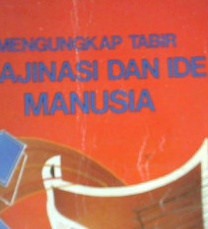 MENGUNGKAP TABIR
AJINASI DAN IDE
MANUSIA